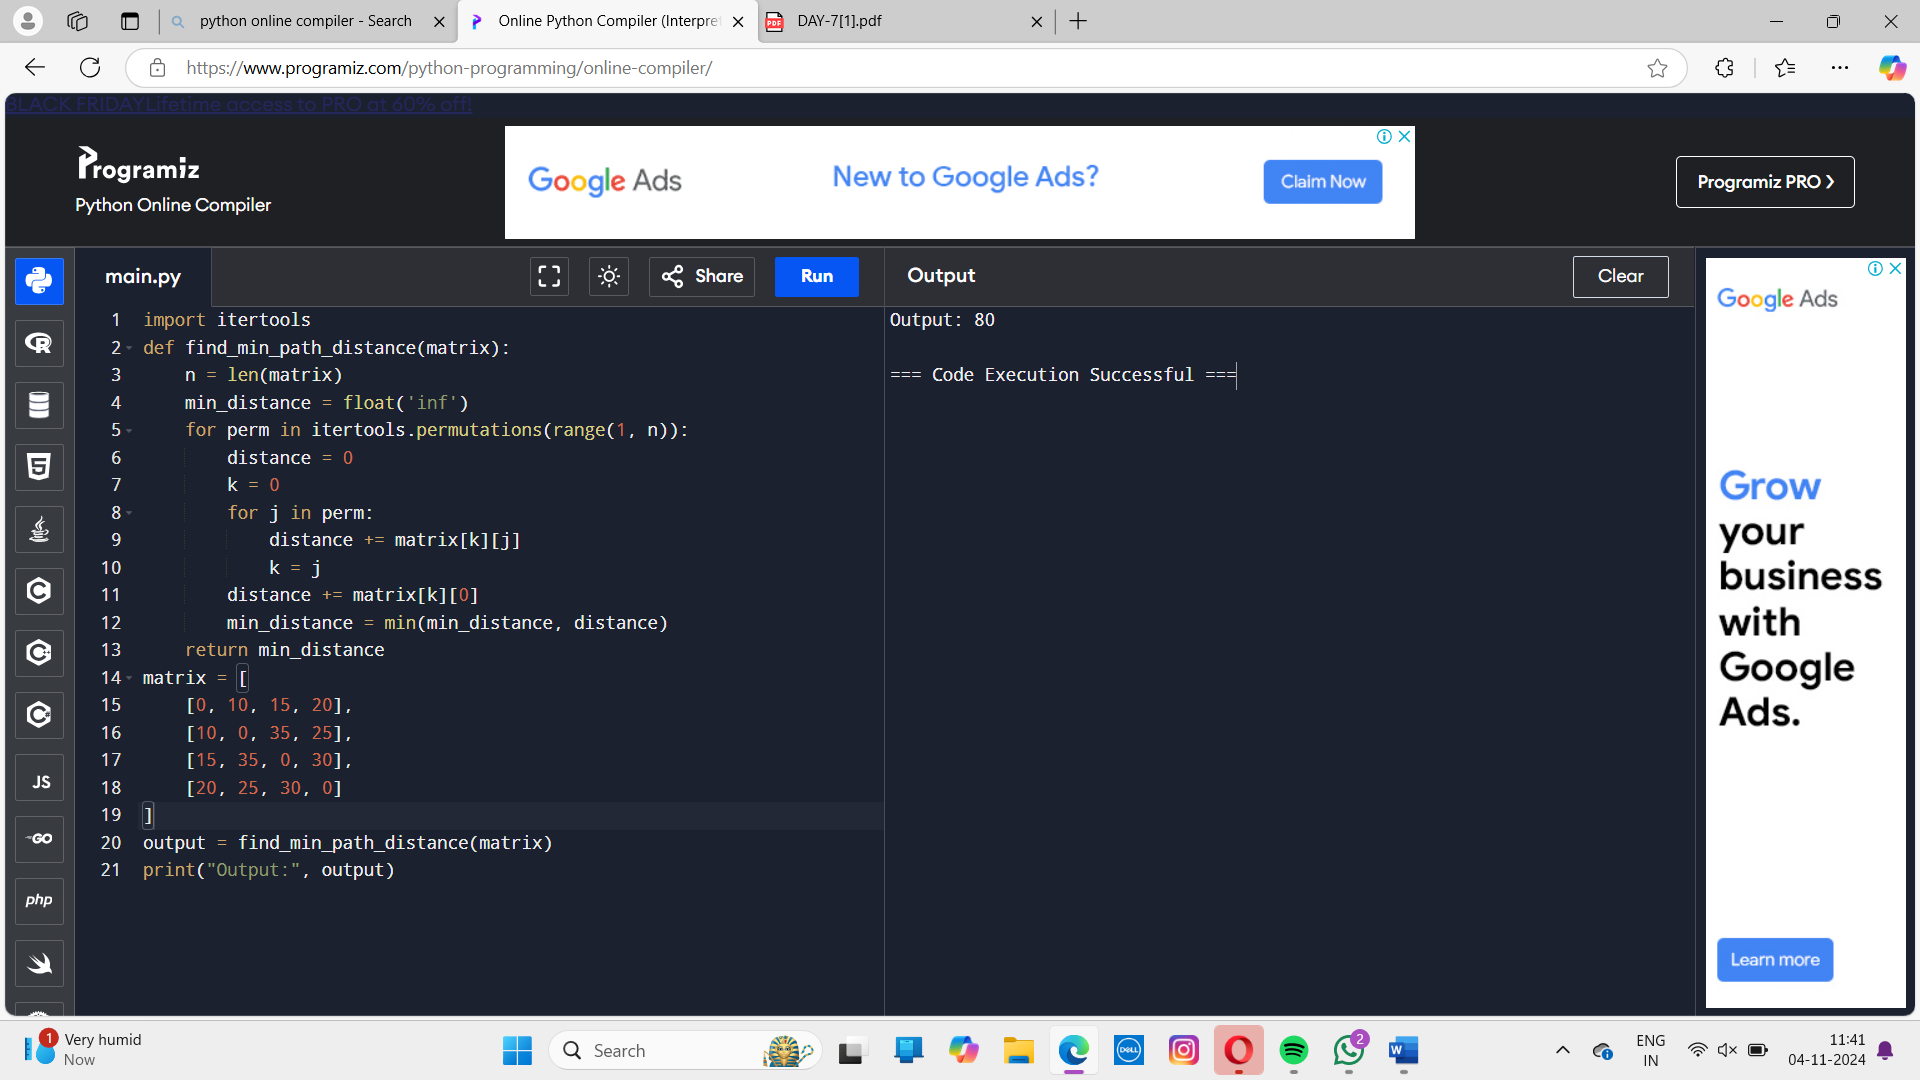 python online compiler - Search
Online Python Compiler (Interpre
DAY-7[1].pdf
https://www.programiz.com/python-programming/online-compiler/
BLACK FRIDAYLifetime access to PRO at 60% off!
Programiz
Python Online Compiler
Google Ads
New to Google Ads?
Claim Now
Programiz PRO ❯
main.py
Share
Run
Output
Clear
1 import itertools
2 def find_min_path_distance(matrix):
3     n = len(matrix)
4     min_distance = float('inf')
5     for perm in itertools.permutations(range(1, n)):
6         distance = 0
7         k = 0
8         for j in perm:
9             distance += matrix[k][j]
10             k = j
11         distance += matrix[k][0]
12         min_distance = min(min_distance, distance)
13     return min_distance
14 matrix = [
15     [0, 10, 15, 20],
16     [10, 0, 35, 25],
17     [15, 35, 0, 30],
18     [20, 25, 30, 0]
19 ]
20 output = find_min_path_distance(matrix)
21 print("Output:", output)
Output: 80
=== Code Execution Successful ===
Google Ads
Grow
your
business
with
Google
Ads.
Learn more
JS
GO
php
1
Very humid
Now
Search
DELL
2
W
ENG
IN
11:41
04-11-2024